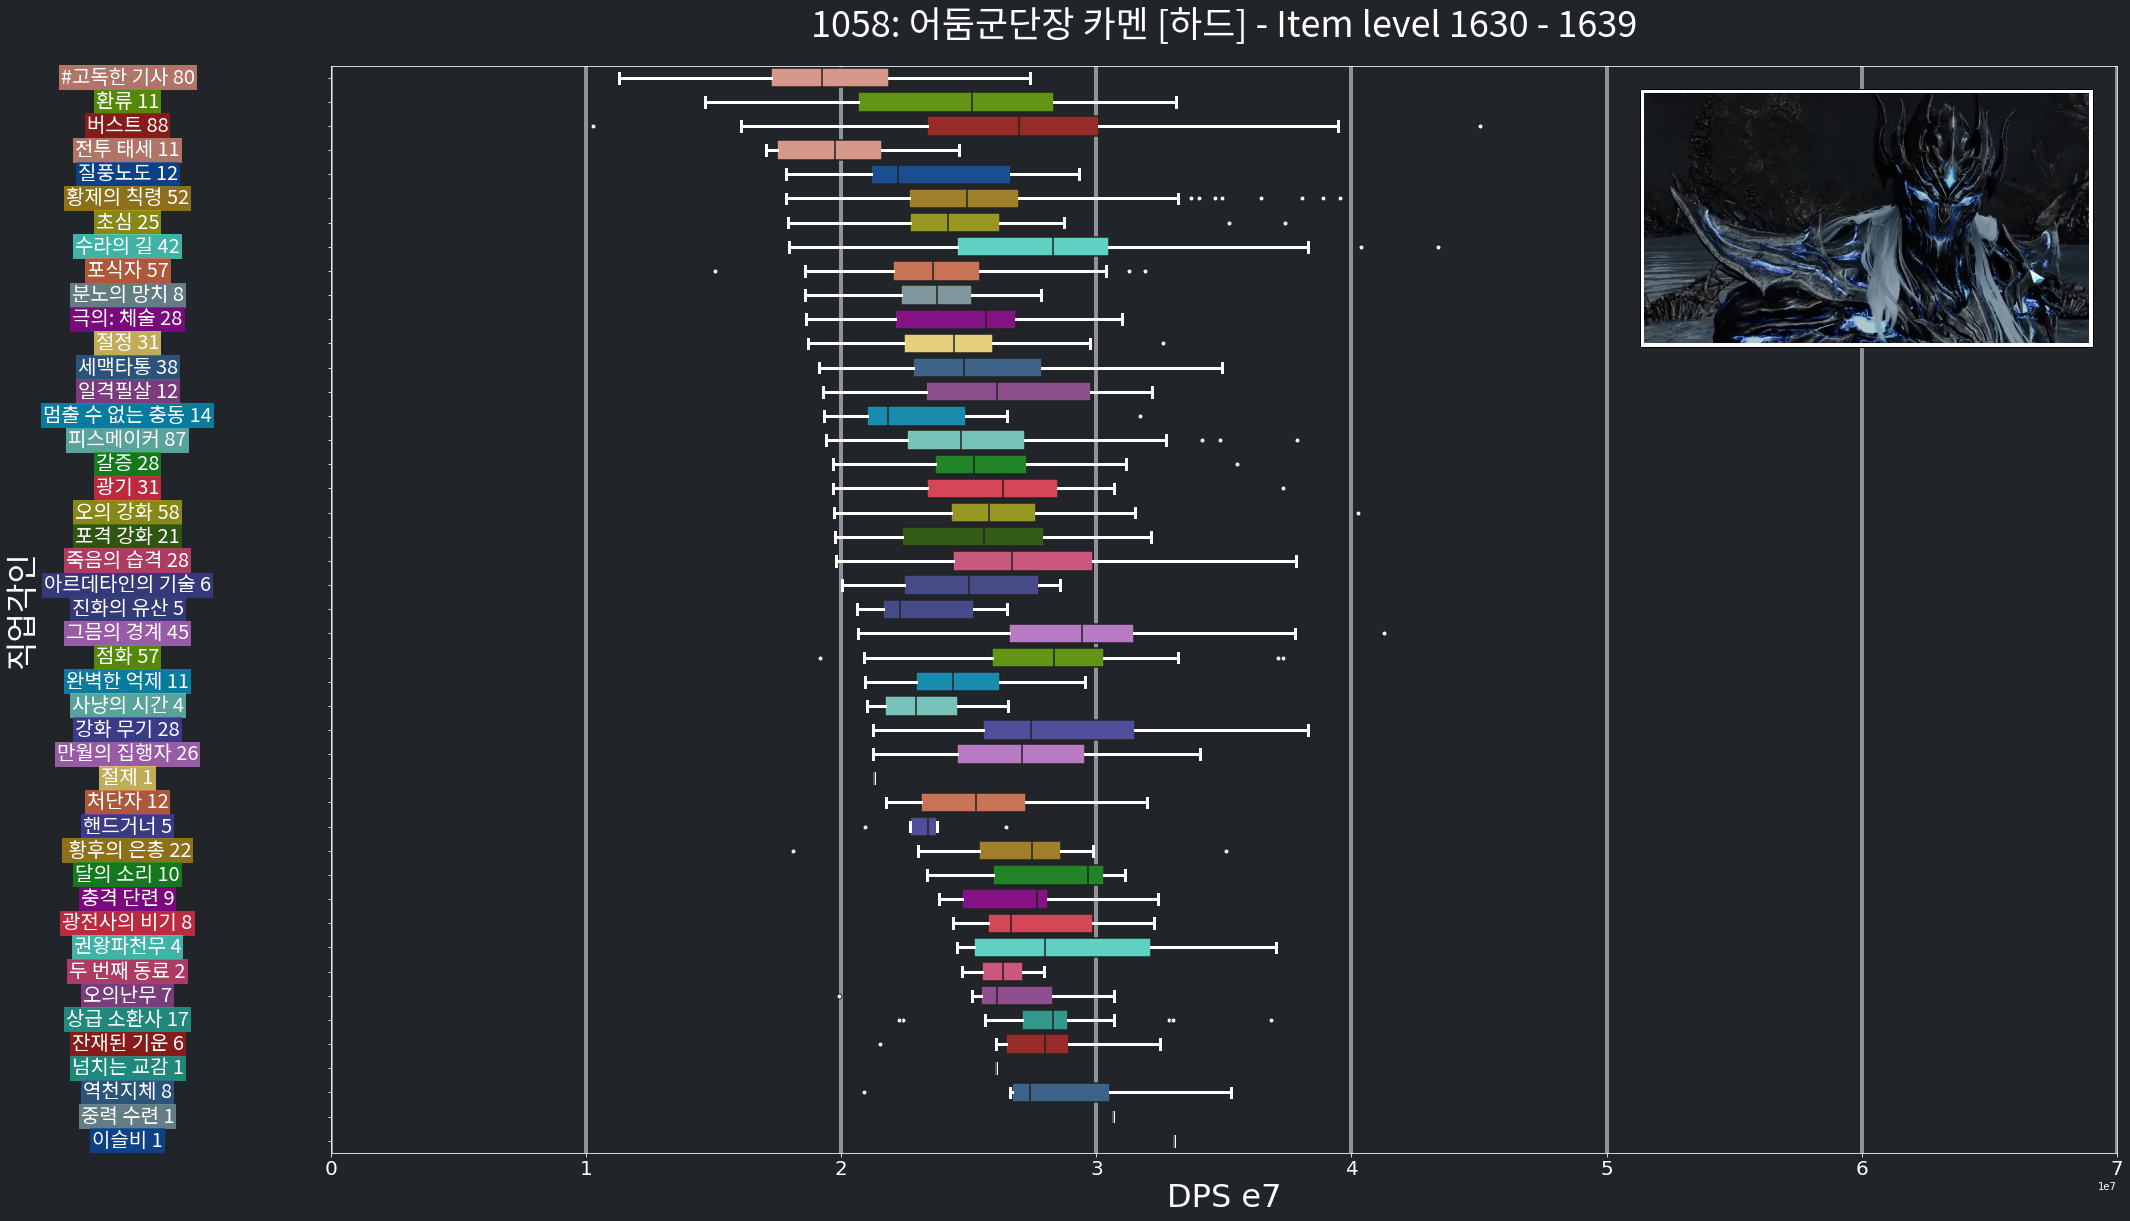 1058: 어둠군단장 카멘 [하드] - Item level 1630 - 1639
#고독한 기사 80
환류 11
버스트 88
전투 태세 11
질풍노도 12
황제의 칙령 52
초심 25
수라의 길 42
포식자 57
분노의 망치 8
극의: 체술 28
절정 31
세맥타통 38
일격필살 12
멈출 수 없는 충동 14
피스메이커 87
갈증 28
광기 31
오의 강화 58
포격 강화 21
죽음의 습격 28
아르데타인의 기술 6
진화의 유산 5
그믐의 경계 45
점화 57
완벽한 억제 11
사냥의 시간 4
강화 무기 28
만월의 집행자 26
절제 1
처단자 12
핸드거너 5
황후의 은총 22
달의 소리 10
충격 단련 9
광전사의 비기 8
권왕파천무 4
두 번째 동료 2
오의난무 7
상급 소환사 17
잔재된 기운 6
넘치는 교감 1
역천지체 8
중력 수련 1
이슬비 1
직업각인
0 1 2 3 4 5 6 7
1e7
DPS e7